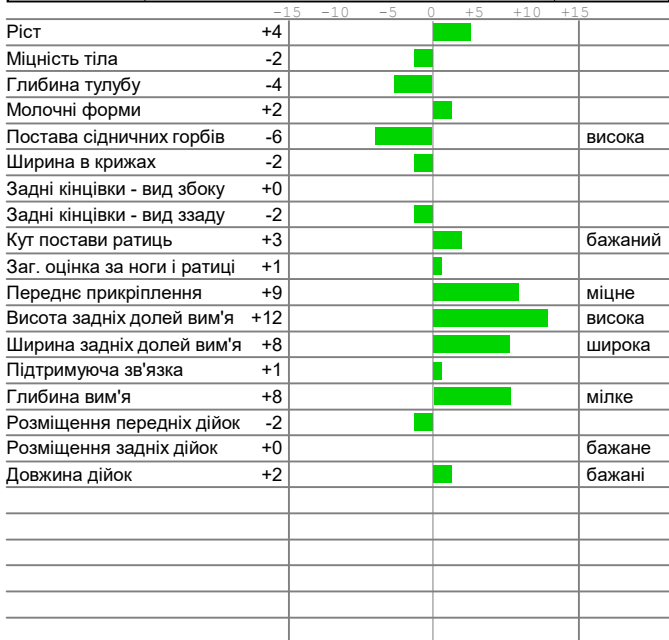 -15 -10 -5 0 +5 +10 +15
Ріст +4
Міцність тіла -2
Глибина тулубу -4
Молочні форми +2
Постава сідничних горбів -6 висока
Ширина в крижах -2
Задні кінцівки - вид збоку +0
Задні кінцівки - вид ззаду -2
Кут постави ратиць +3 бажаний
Заг. оцінка за ноги і ратиці +1
Переднє прикріплення +9 міцне
Висота задніх долей вим'я +12 висока
Ширина задніх долей вим'я +8 широка
Підтримуюча зв'язка +1
Глибина вим'я +8 мілке
Розміщення передніх дійок -2
Розміщення задніх дійок +0 бажане
Довжина дійок +2 бажані